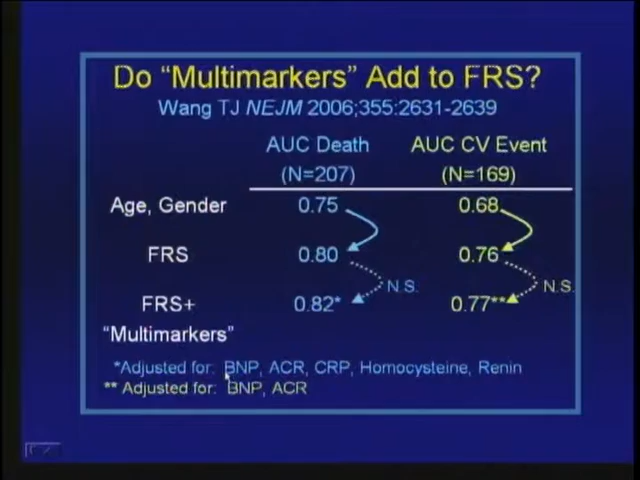 Do "Multimarkers" Add to FRS?
Wang TJ NEJM 2006;355:2631-2639
AUC Death AUC CV Event
(N=207) (N=169)
Age, Gender 0.75 0.68
FRS 0.80 0.76
N.S. N.S.
FRS+ 0.82* 0.77**
"Multimarkers"
*Adjusted for: BNP, ACR, CRP, Homocysteine, Renin
** Adjusted for: BNP, ACR